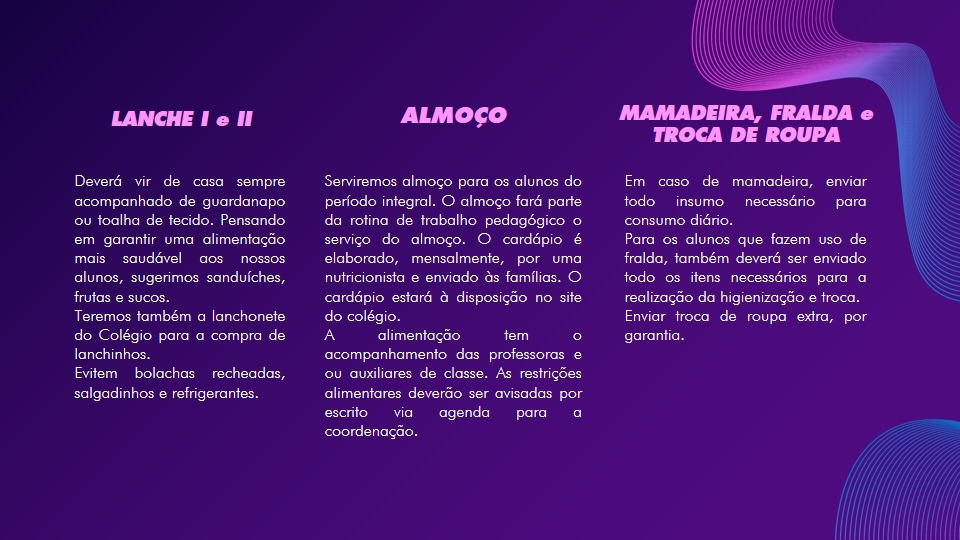 LANCHE I e II
Deverá vir de casa sempre
acompanhado de guardanapo
ou toalha de tecido. Pensando
em garantir uma alimentação
mais saudável aos nossos
alunos, sugerimos sanduíches,
frutas e sucos.
Teremos também a lanchonete
do Colégio para a compra de
lanchinhos.
Evitem bolachas recheadas,
salgadinhos e refrigerantes.
ALMOÇO
Serviremos almoço para os alunos do
período integral. O almoço fará parte
da rotina de trabalho pedagógico o
serviço do almoço. O cardápio é
elaborado, mensalmente, por uma
nutricionista e enviado às famílias. O
cardápio estará à disposição no site
do colégio.
A alimentação tem o
acompanhamento das professoras e
ou auxiliares de classe. As restrições
alimentares deverão ser avisadas por
escrito via agenda para a
coordenação.
MAMADEIRA, FRALDA e
TROCA DE ROUPA
Em caso de mamadeira, enviar
todo insumo necessário para
consumo diário.
Para os alunos que fazem uso de
fralda, também deverá ser enviado
todo os itens necessários para a
realização da higienização e troca.
Enviar troca de roupa extra, por
garantia.